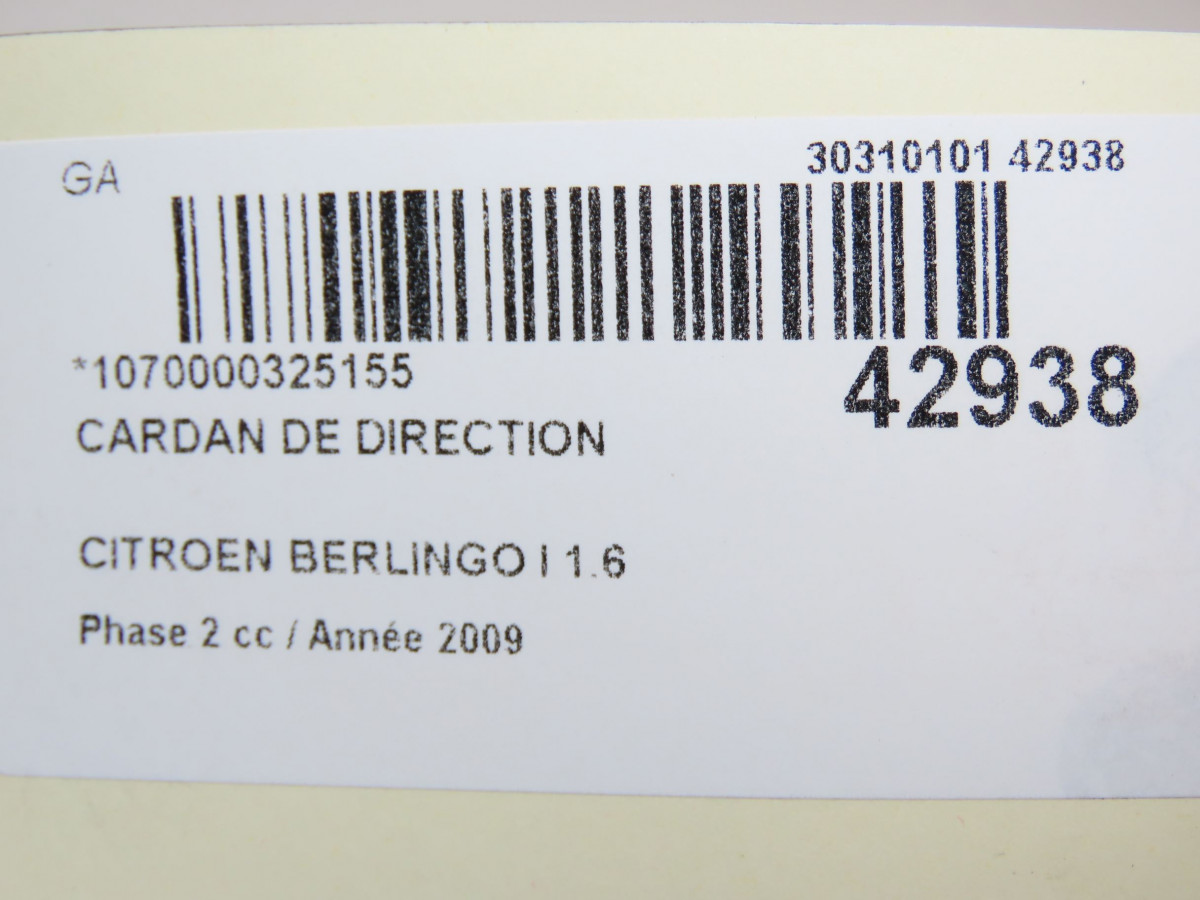 GA
30310101 42938
*1070000325155
42938
CARDAN DE DIRECTION
CITROEN BERLINGO I 1.6
Phase 2 cc / Année 2009